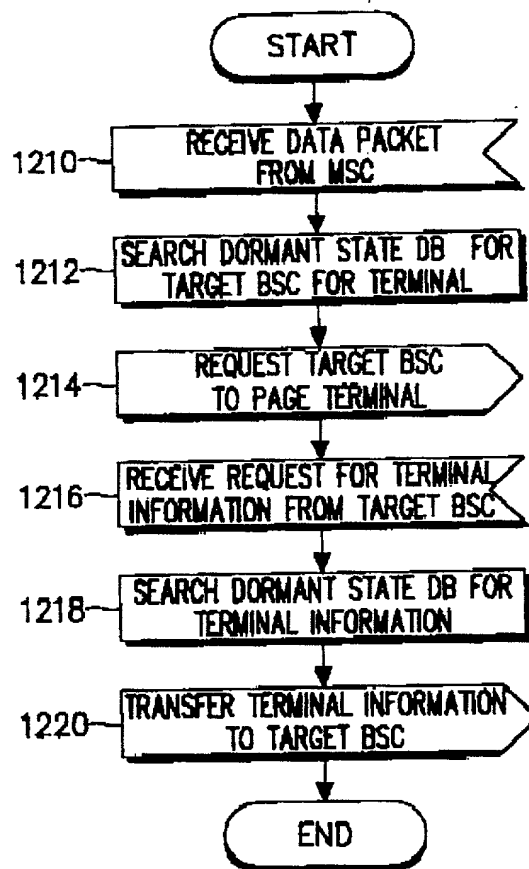 START
1210
RECEIVE DATA PACKET
FROM MSC
1212
SEARCH DORMANT STATE DB FOR
TARGET BSC FOR TERMINAL
1214
REQUEST TARGET BSC
TO PAGE TERMINAL
1216
RECEIVE REQUEST FOR TERMINAL
INFORMATION FROM TARGET BSC
1218
SEARCH DORMANT STATE DB FOR
TERMINAL INFORMATION
1220
TRANSFER TERMINAL INFORMATION
TO TARGET BSC
END